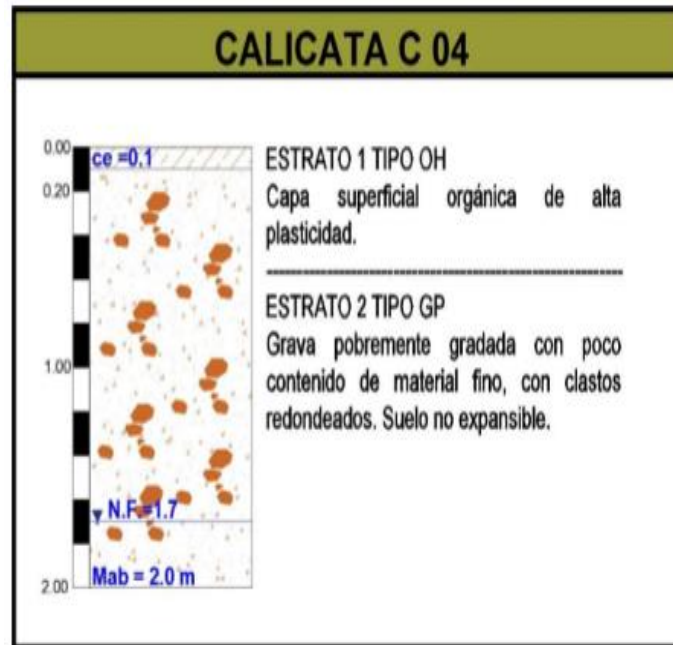 CALICATA C 04
0.00
ce =0.1
0.20
1.00
N.F.=1.7
Mab = 2.0 m
2.00
ESTRATO 1 TIPO OH
Capa superficial orgánica de alta
plasticidad.
ESTRATO 2 TIPO GP
Grava pobremente gradada con poco
contenido de material fino, con clastos
redondeados. Suelo no expansible.